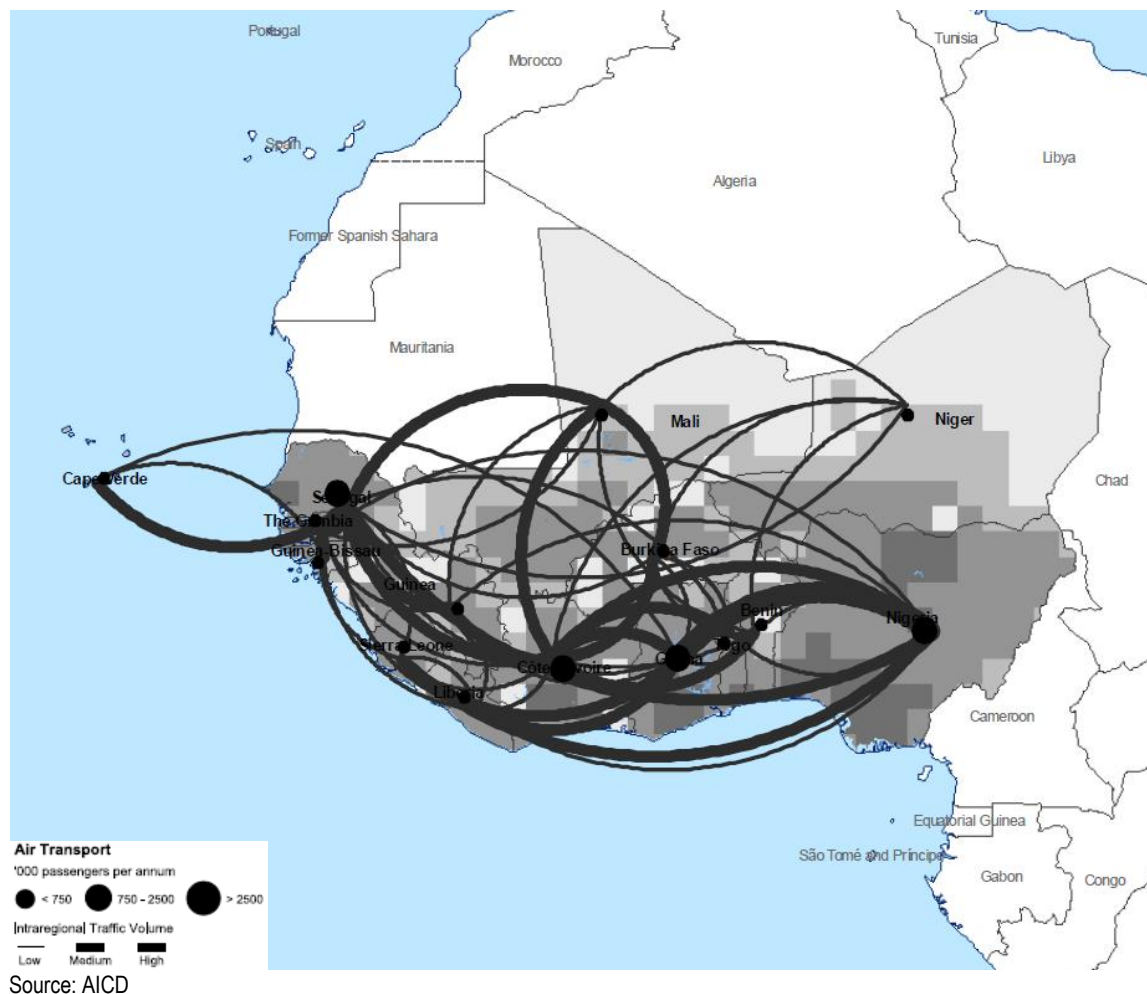 Portugal
Tunisia
Morocco
Spain
Libya
Algeria
Former Spanish Sahara
Mauritania
Mali
Niger
Cape Verde
Chad
Senegal
The Gambia
Guinea-Bissau
Burkina Faso
Guinea
Benin
Nigeria
Sierra Leone
Togo
Ghana
Côte d'Ivoire
Liberia
Cameroon
Equatorial Guinea
São Tomé and Príncipe
Gabon
Congo
Air Transport
'000 passengers per annum
< 750 750 - 2500 > 2500
Intraregional Traffic Volume
Low Medium High
Source: AICD